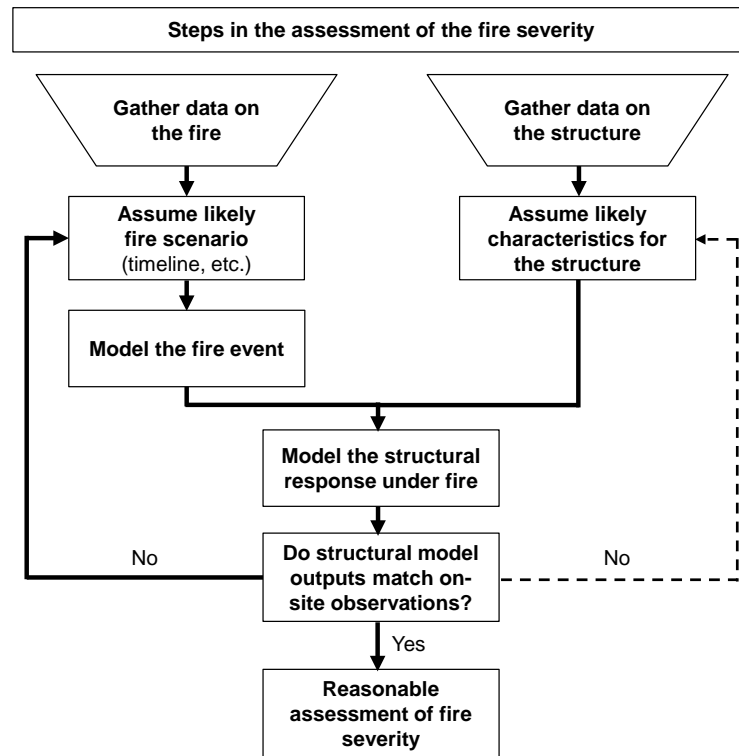 Steps in the assessment of the fire severity
Gather data on
the fire
Gather data on
the structure
Assume likely
fire scenario
(timeline, etc.)
Assume likely
characteristics for
the structure
Model the fire event
Model the structural
response under fire
Do structural model
outputs match on-
site observations?
No
No
Yes
Reasonable
assessment of fire
severity